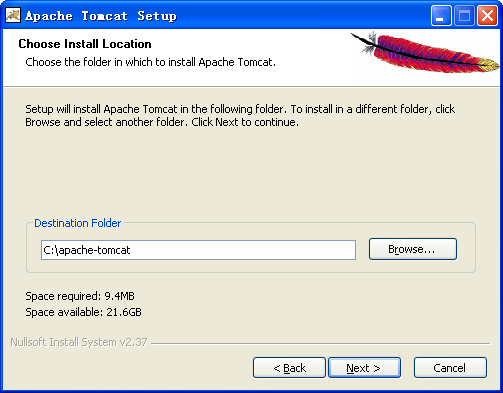 Apache Tomcat Setup
Choose Install Location
Choose the folder in which to install Apache Tomcat.
Setup will install Apache Tomcat in the following folder. To install in a different folder, click
Browse and select another folder. Click Next to continue.
Destination Folder
C:\apache-tomcat
Browse...
Space required: 9.4MB
Space available: 21.6GB
Nullsoft Install System v2.37
< Back
Next >
Cancel